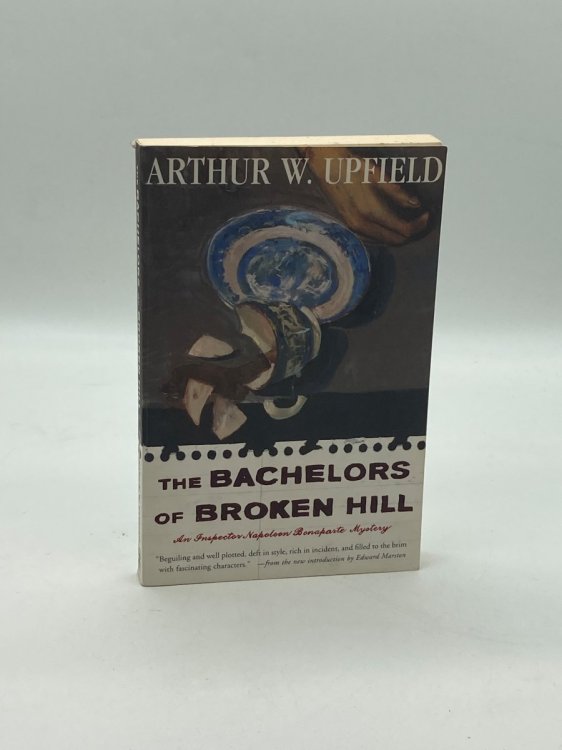 ARTHUR W. UPFIELD
THE BACHELORS
OF BROKEN HILL
An Inspector Napoleon Bonaparte Mystery
"Beguiling and well plotted, deft in style, rich in incident, and filled to the brim
with fascinating characters." —from the new introduction by Edward Marston